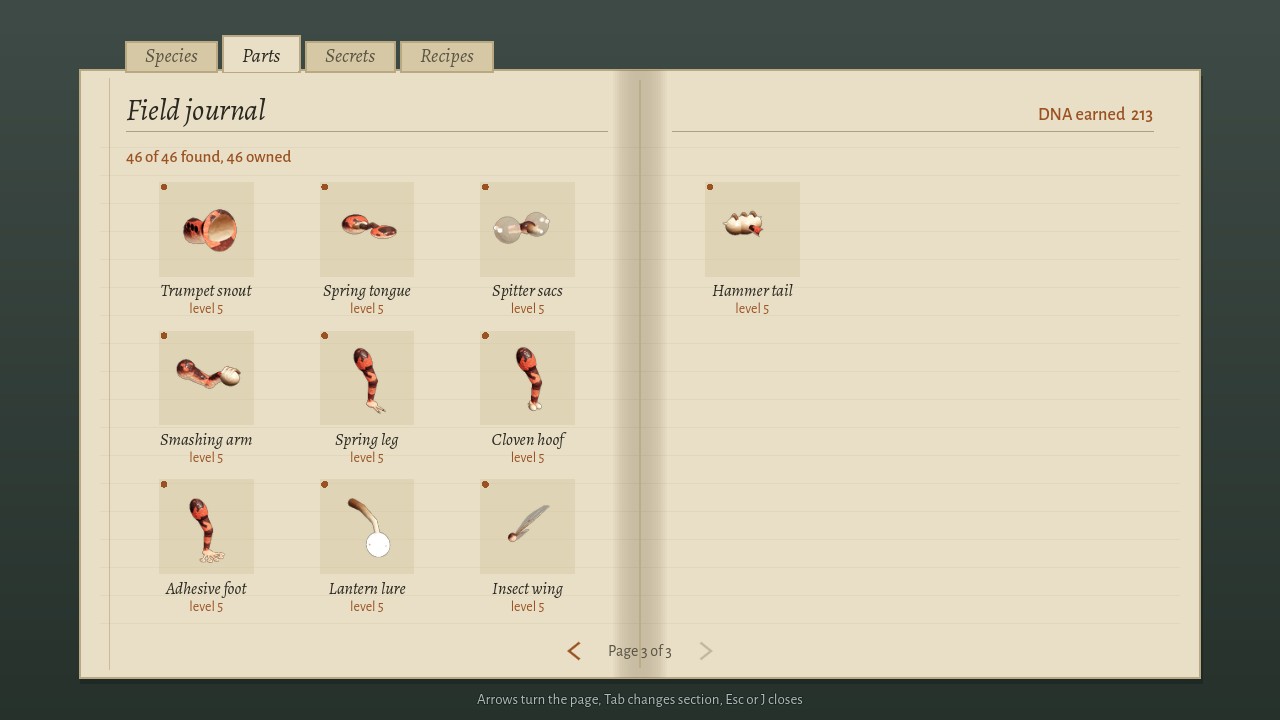 Species
Parts
Secrets
Recipes
Field journal
DNA earned 213
46 of 46 found, 46 owned
Trumpet snout
level 5
Spring tongue
level 5
Spitter sacs
level 5
Hammer tail
level 5
Smashing arm
level 5
Spring leg
level 5
Cloven hoof
level 5
Adhesive foot
level 5
Lantern lure
level 5
Insect wing
level 5
Page 3 of 3
Arrows turn the page, Tab changes section, Esc or J closes